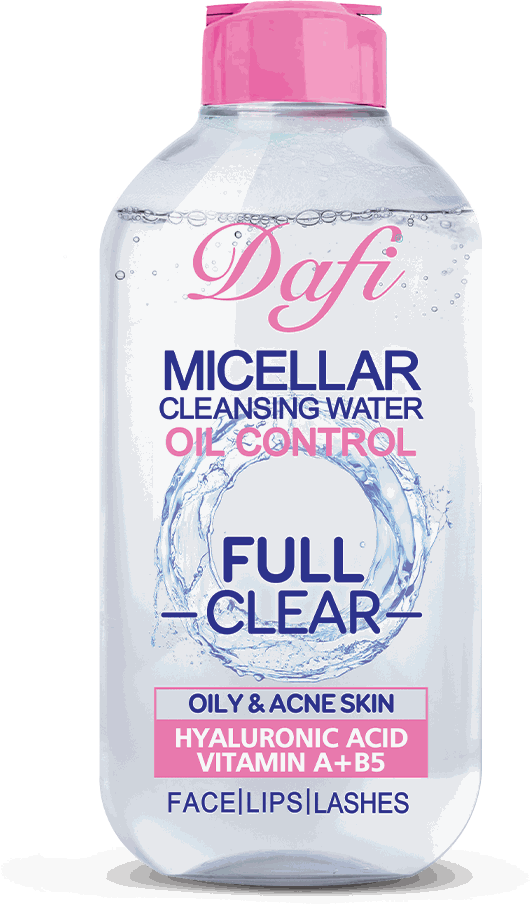 Dafi
MICELLAR
CLEANSING WATER
OIL CONTROL
FULL
CLEAR
OILY & ACNE SKIN
HYALURONIC ACID
VITAMIN A+B5
FACE|LIPS|LASHES